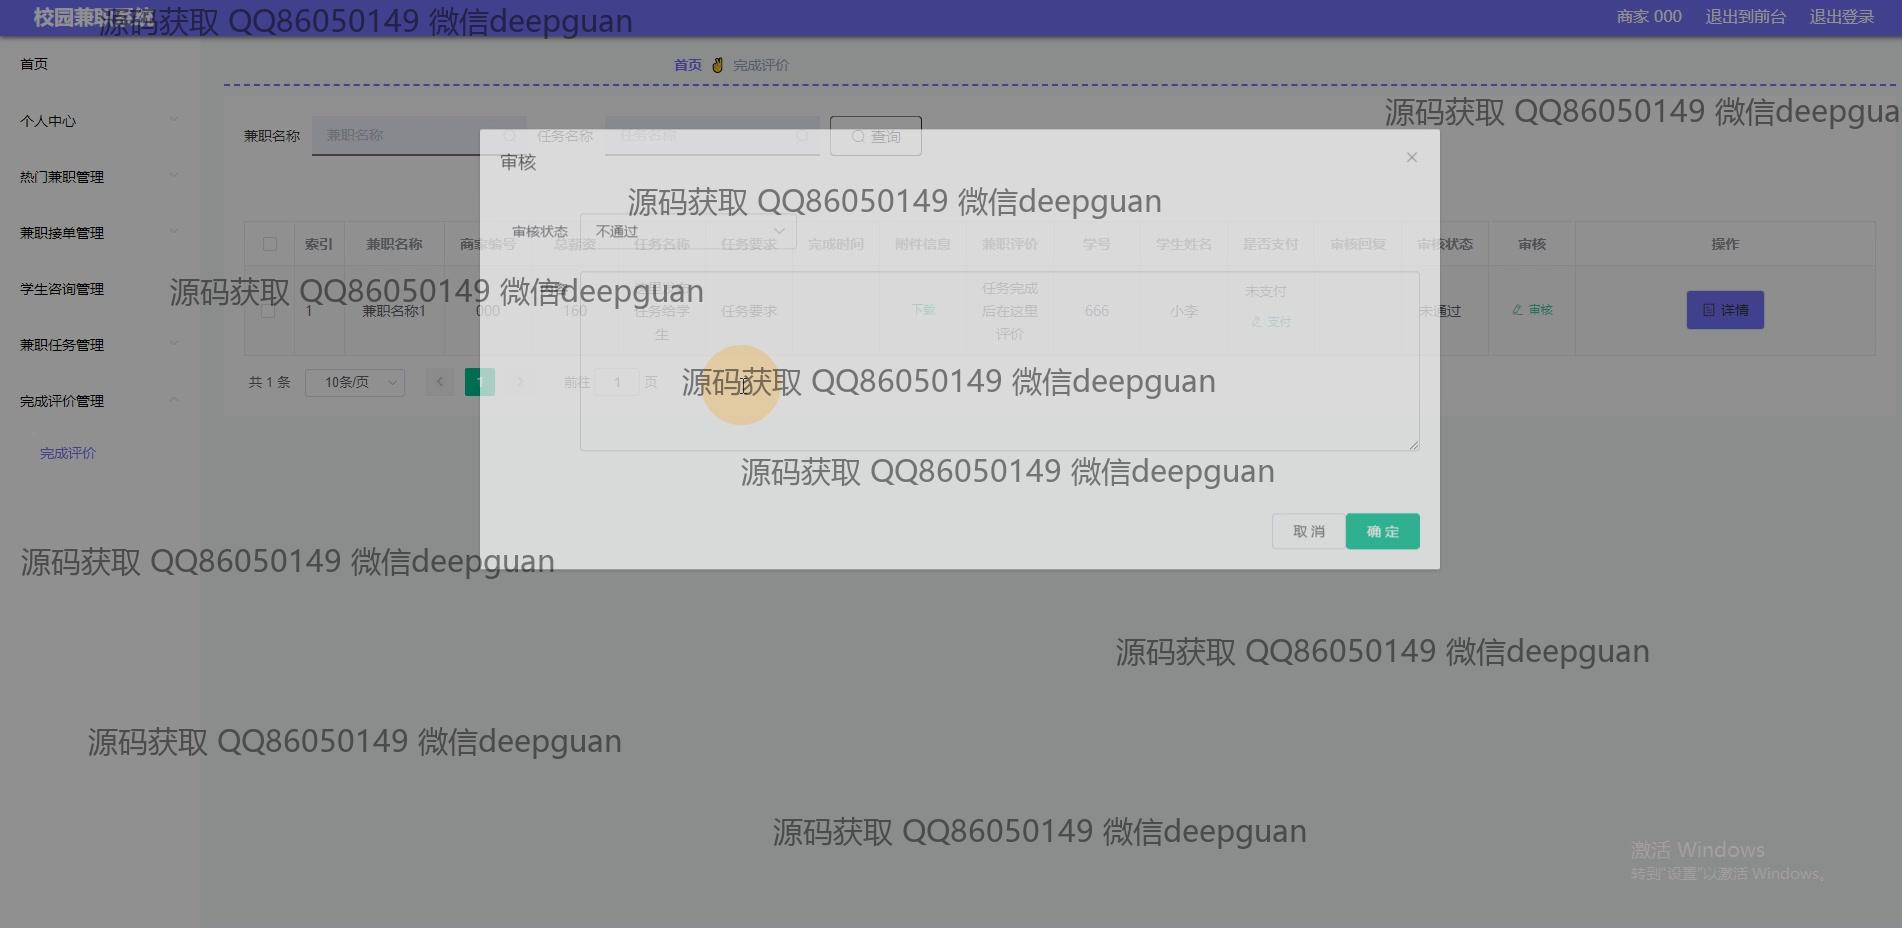 校园兼职系统
源码获取 QQ86050149 微信deepguan
商家 000 退出到前台 退出登录
首页
首页 完成评价
个人中心
源码获取 QQ86050149 微信deepgua
兼职名称 兼职名称 任务名称 任务名称 查询
审核
热门兼职管理
源码获取 QQ86050149 微信deepguan
兼职接单管理
审核状态 不通过
索引 兼职名称 商家编号 总薪资 任务名称 任务要求 完成时间 附件信息 兼职评价 学号 学生姓名 是否支付 审核回复 审核状态 审核 操作
学生咨询管理
源码获取 QQ86050149 微信deepguan
1 兼职名称1 000 160 任务给学生 任务要求 下载 任务完成后在这里评价 666 小李 未支付 支付 未通过 审核 详情
兼职任务管理
共 1 条 10条/页 1 前往 1 页
源码获取 QQ86050149 微信deepguan
完成评价管理
完成评价
源码获取 QQ86050149 微信deepguan
取 消 确 定
源码获取 QQ86050149 微信deepguan
源码获取 QQ86050149 微信deepguan
源码获取 QQ86050149 微信deepguan
源码获取 QQ86050149 微信deepguan
激活 Windows
转到"设置"以激活 Windows。